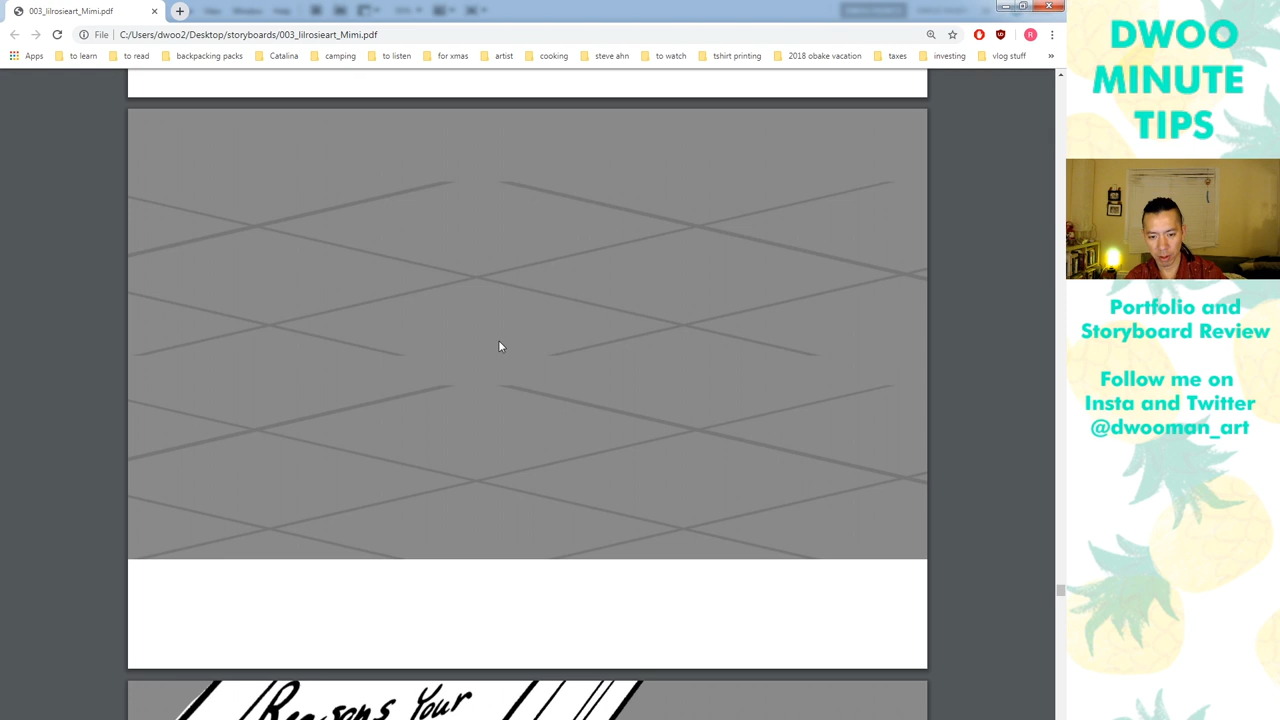 003_lilrosieart_Mimi.pdf
File
C:/Users/dwoo2/Desktop/storyboards/003_lilrosieart_Mimi.pdf
R
Apps
to learn
to read
backpacking packs
Catalina
camping
to listen
for xmas
artist
cooking
steve ahn
to watch
tshirt printing
2018 obake vacation
taxes
investing
vlog stuff
»
Reasons Your
DWOO
MINUTE
TIPS
Portfolio and
Storyboard Review
Follow me on
Insta and Twitter
@dwooman_art